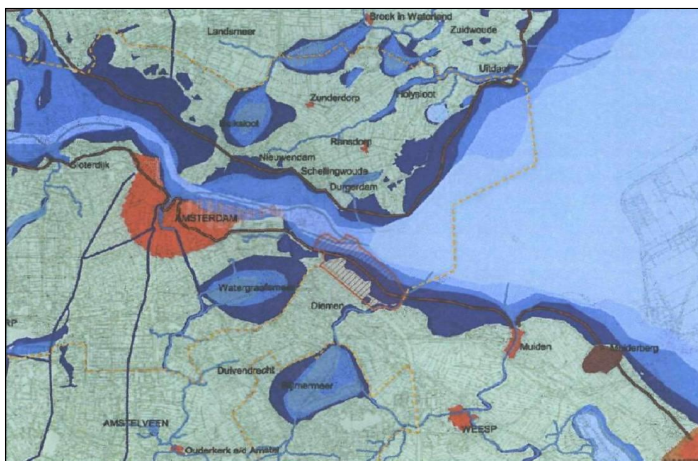 Broek in Waterland
Landsmeer
Zuidwoude
Uitdam
Zunderdorp
Holysloot
Buiksloot
Ransdorp
Nieuwendam
Sloterdijk
Schellingwoude
Durgerdam
AMSTERDAM
Watergraafsmeer
Diemen
Muiden
Muiderberg
Duivendrecht
Bijlmermeer
AMSTELVEEN
WEESP
Ouderkerk a/d Amstel